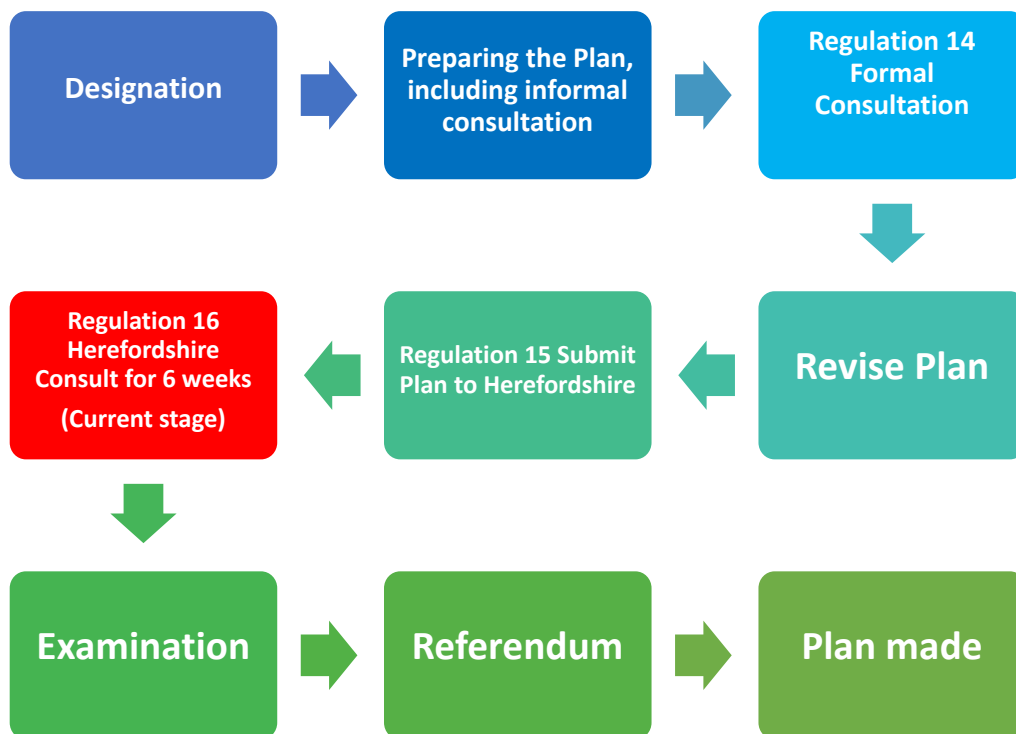 Designation
Preparing the Plan,
including informal
consultation
Regulation 14
Formal
Consultation
Revise Plan
Regulation 15 Submit
Plan to Herefordshire
Regulation 16
Herefordshire
Consult for 6 weeks
(Current stage)
Examination
Referendum
Plan made